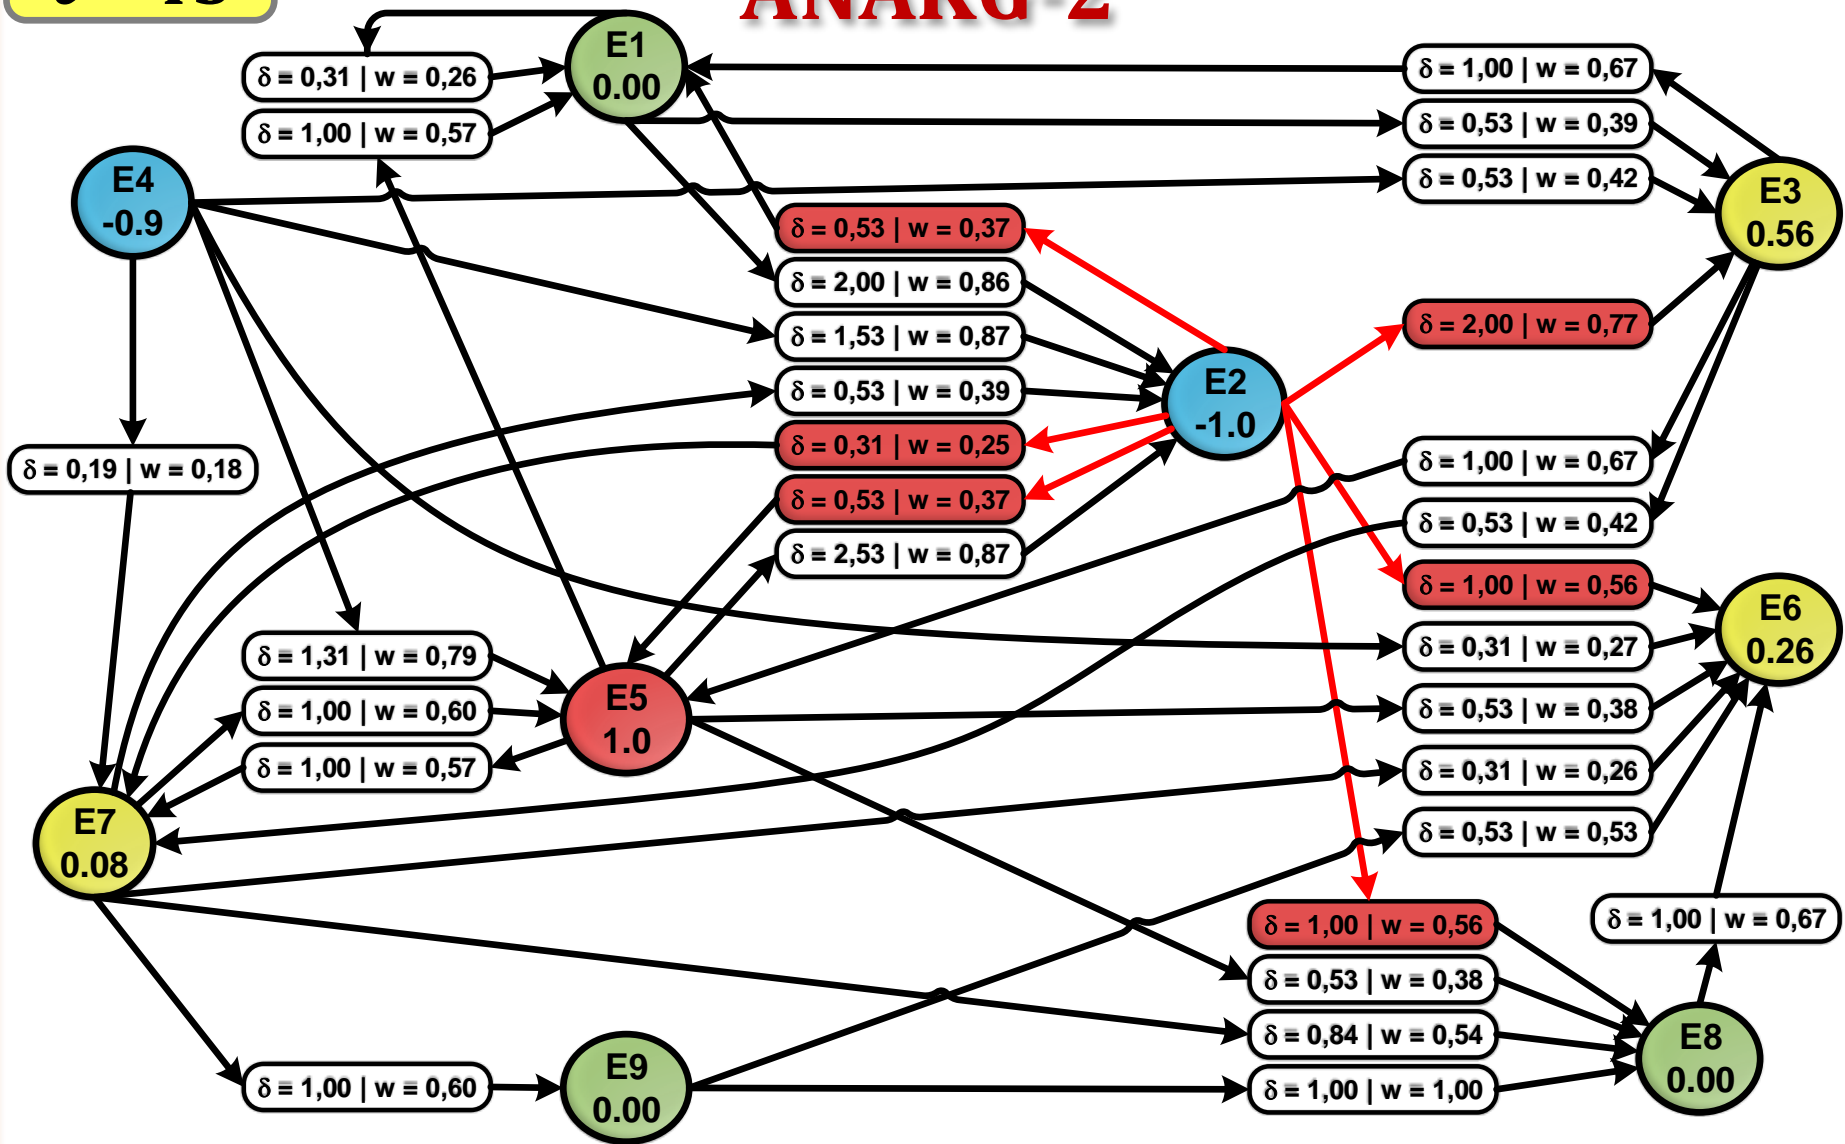 ANAKG-2
E1
0.00
δ = 0,31 | w = 0,26
δ = 1,00 | w = 0,57
δ = 1,00 | w = 0,67
δ = 0,53 | w = 0,39
δ = 0,53 | w = 0,42
E4
-0.9
E3
0.56
δ = 0,53 | w = 0,37
δ = 2,00 | w = 0,86
δ = 1,53 | w = 0,87
δ = 0,53 | w = 0,39
δ = 0,31 | w = 0,25
δ = 0,53 | w = 0,37
δ = 2,53 | w = 0,87
E2
-1.0
δ = 2,00 | w = 0,77
δ = 0,19 | w = 0,18
δ = 1,00 | w = 0,67
δ = 0,53 | w = 0,42
δ = 1,00 | w = 0,56
δ = 0,31 | w = 0,27
δ = 0,53 | w = 0,38
δ = 0,31 | w = 0,26
δ = 0,53 | w = 0,53
E6
0.26
δ = 1,31 | w = 0,79
δ = 1,00 | w = 0,60
δ = 1,00 | w = 0,57
E5
1.0
E7
0.08
δ = 1,00 | w = 0,56
δ = 0,53 | w = 0,38
δ = 0,84 | w = 0,54
δ = 1,00 | w = 1,00
δ = 1,00 | w = 0,67
E8
0.00
δ = 1,00 | w = 0,60
E9
0.00